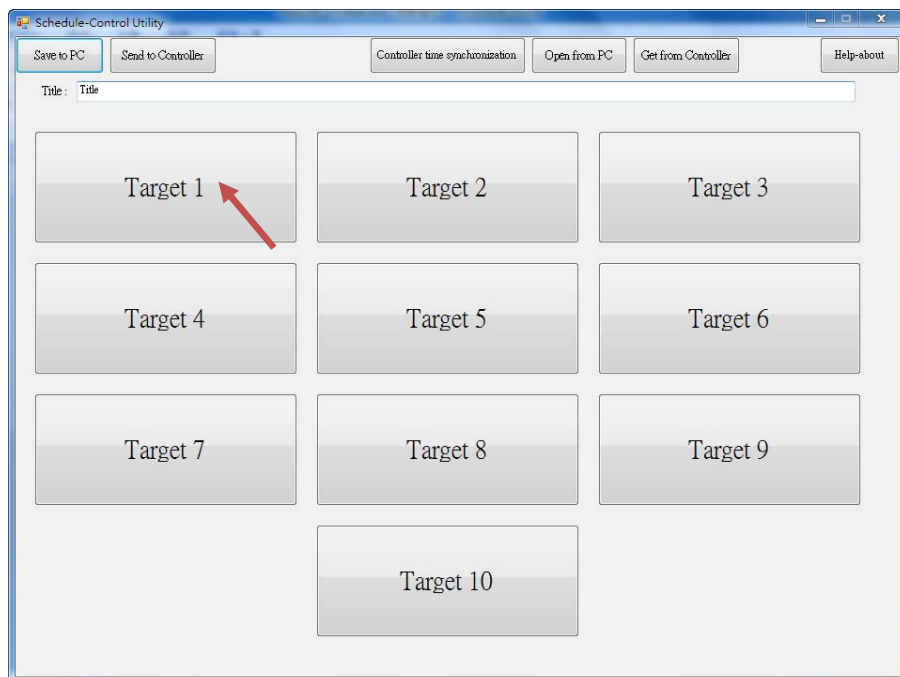 Schedule-Control Utility
Save to PC Send to Controller Controller time synchronization Open from PC Get from Controller Help-about
Title : Title
Target 1 Target 2 Target 3
Target 4 Target 5 Target 6
Target 7 Target 8 Target 9
Target 10